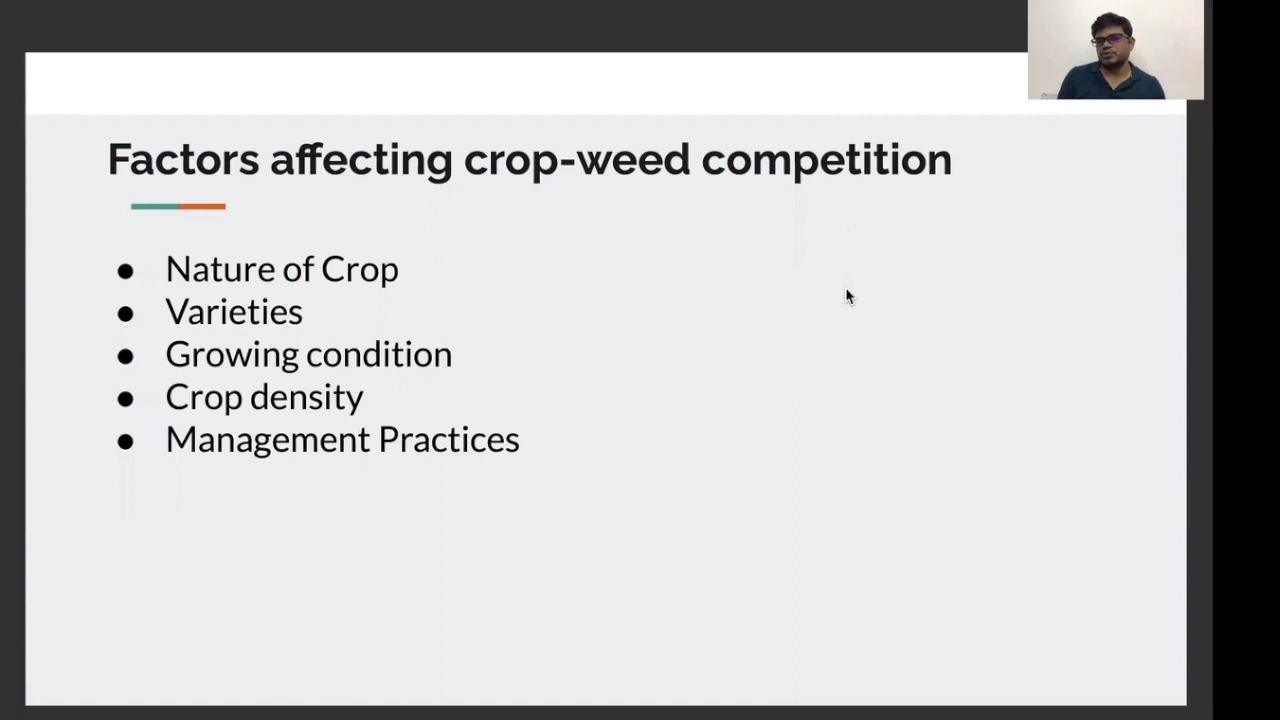 Factors affecting crop-weed competition
● Nature of Crop
● Varieties
● Growing condition
● Crop density
● Management Practices